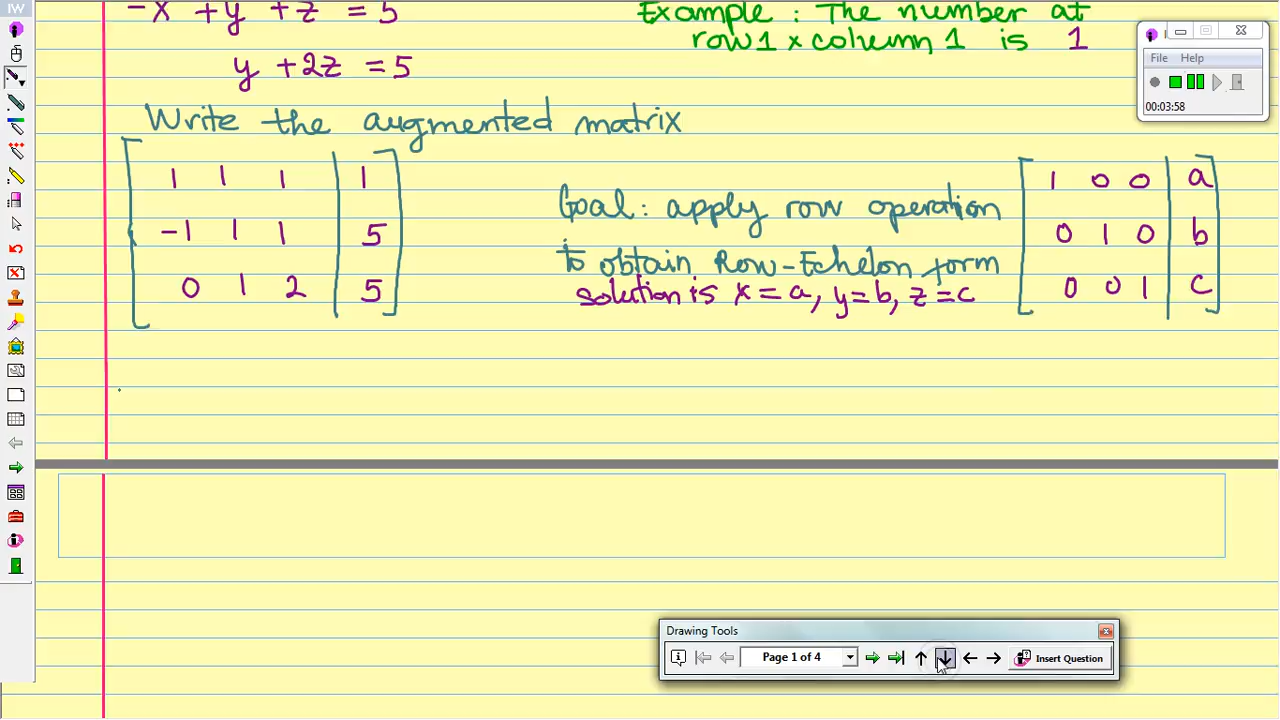 -x + y + z = 5
y + 2z = 5
Example : The number at
row 1 x column 1 is 1
Write the augmented matrix
1 1 1 | 1
-1 1 1 | 5
0 1 2 | 5
Goal: apply row operation
to obtain Row-Echelon form
solution is x = a, y = b, z = c
1 0 0 | a
0 1 0 | b
0 0 1 | c
IW
File Help
00:03:58
Drawing Tools
Page 1 of 4
Insert Question